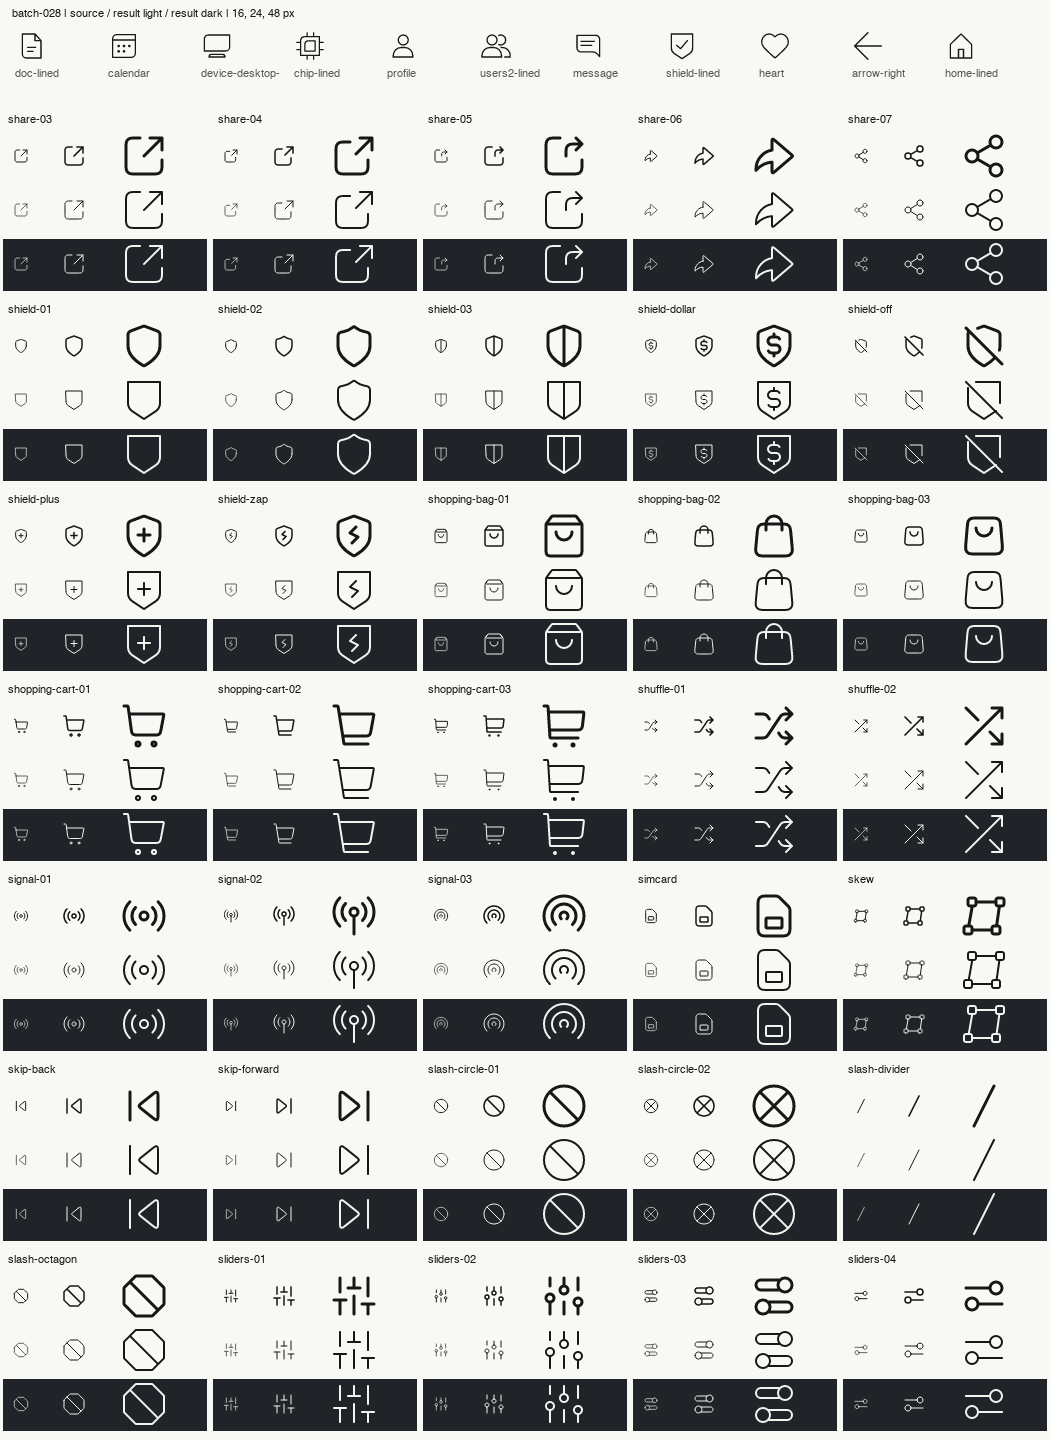 batch-028 | source / result light / result dark | 16, 24, 48 px
doc-lined calendar device-desktop- chip-lined profile users2-lined message shield-lined heart arrow-right home-lined
share-03 share-04 share-05 share-06 share-07
shield-01 shield-02 shield-03 shield-dollar shield-off
shield-plus shield-zap shopping-bag-01 shopping-bag-02 shopping-bag-03
shopping-cart-01 shopping-cart-02 shopping-cart-03 shuffle-01 shuffle-02
signal-01 signal-02 signal-03 simcard skew
skip-back skip-forward slash-circle-01 slash-circle-02 slash-divider
slash-octagon sliders-01 sliders-02 sliders-03 sliders-04